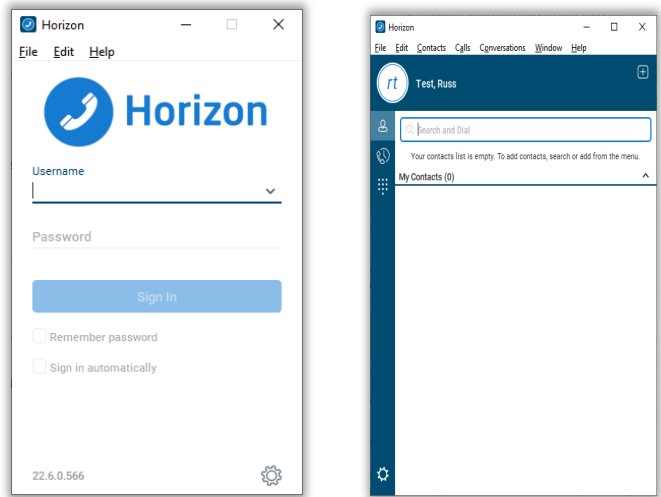 Horizon
File Edit Help
Horizon
Username
Password
Sign In
Remember password
Sign in automatically
22.6.0.566
Horizon
File Edit Contacts Calls Conversations Window Help
rt Test, Russ
Search and Dial
Your contacts list is empty. To add contacts, search or add from the menu.
My Contacts (0)